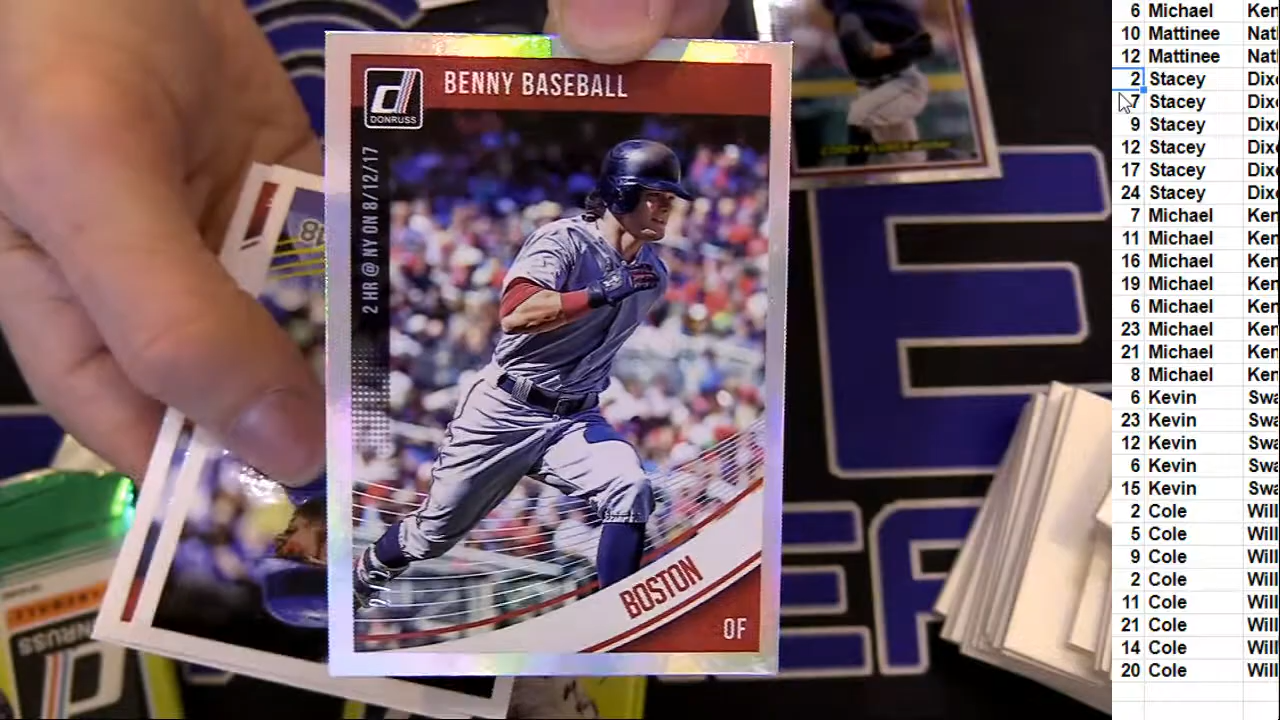 BENNY BASEBALL
DONRUSS
2 HR @ NY ON 8/12/17
BOSTON
OF
6 Michael Ken
10 Mattinee Nat
12 Mattinee Nat
2 Stacey Dix
7 Stacey Dix
9 Stacey Dix
12 Stacey Dix
17 Stacey Dix
24 Stacey Dix
7 Michael Ken
11 Michael Ken
16 Michael Ken
19 Michael Ken
6 Michael Ken
23 Michael Ken
21 Michael Ken
8 Michael Ken
6 Kevin Swa
23 Kevin Swa
12 Kevin Swa
6 Kevin Swa
15 Kevin Swa
2 Cole Will
5 Cole Will
9 Cole Will
2 Cole Will
11 Cole Will
21 Cole Will
14 Cole Will
20 Cole Will